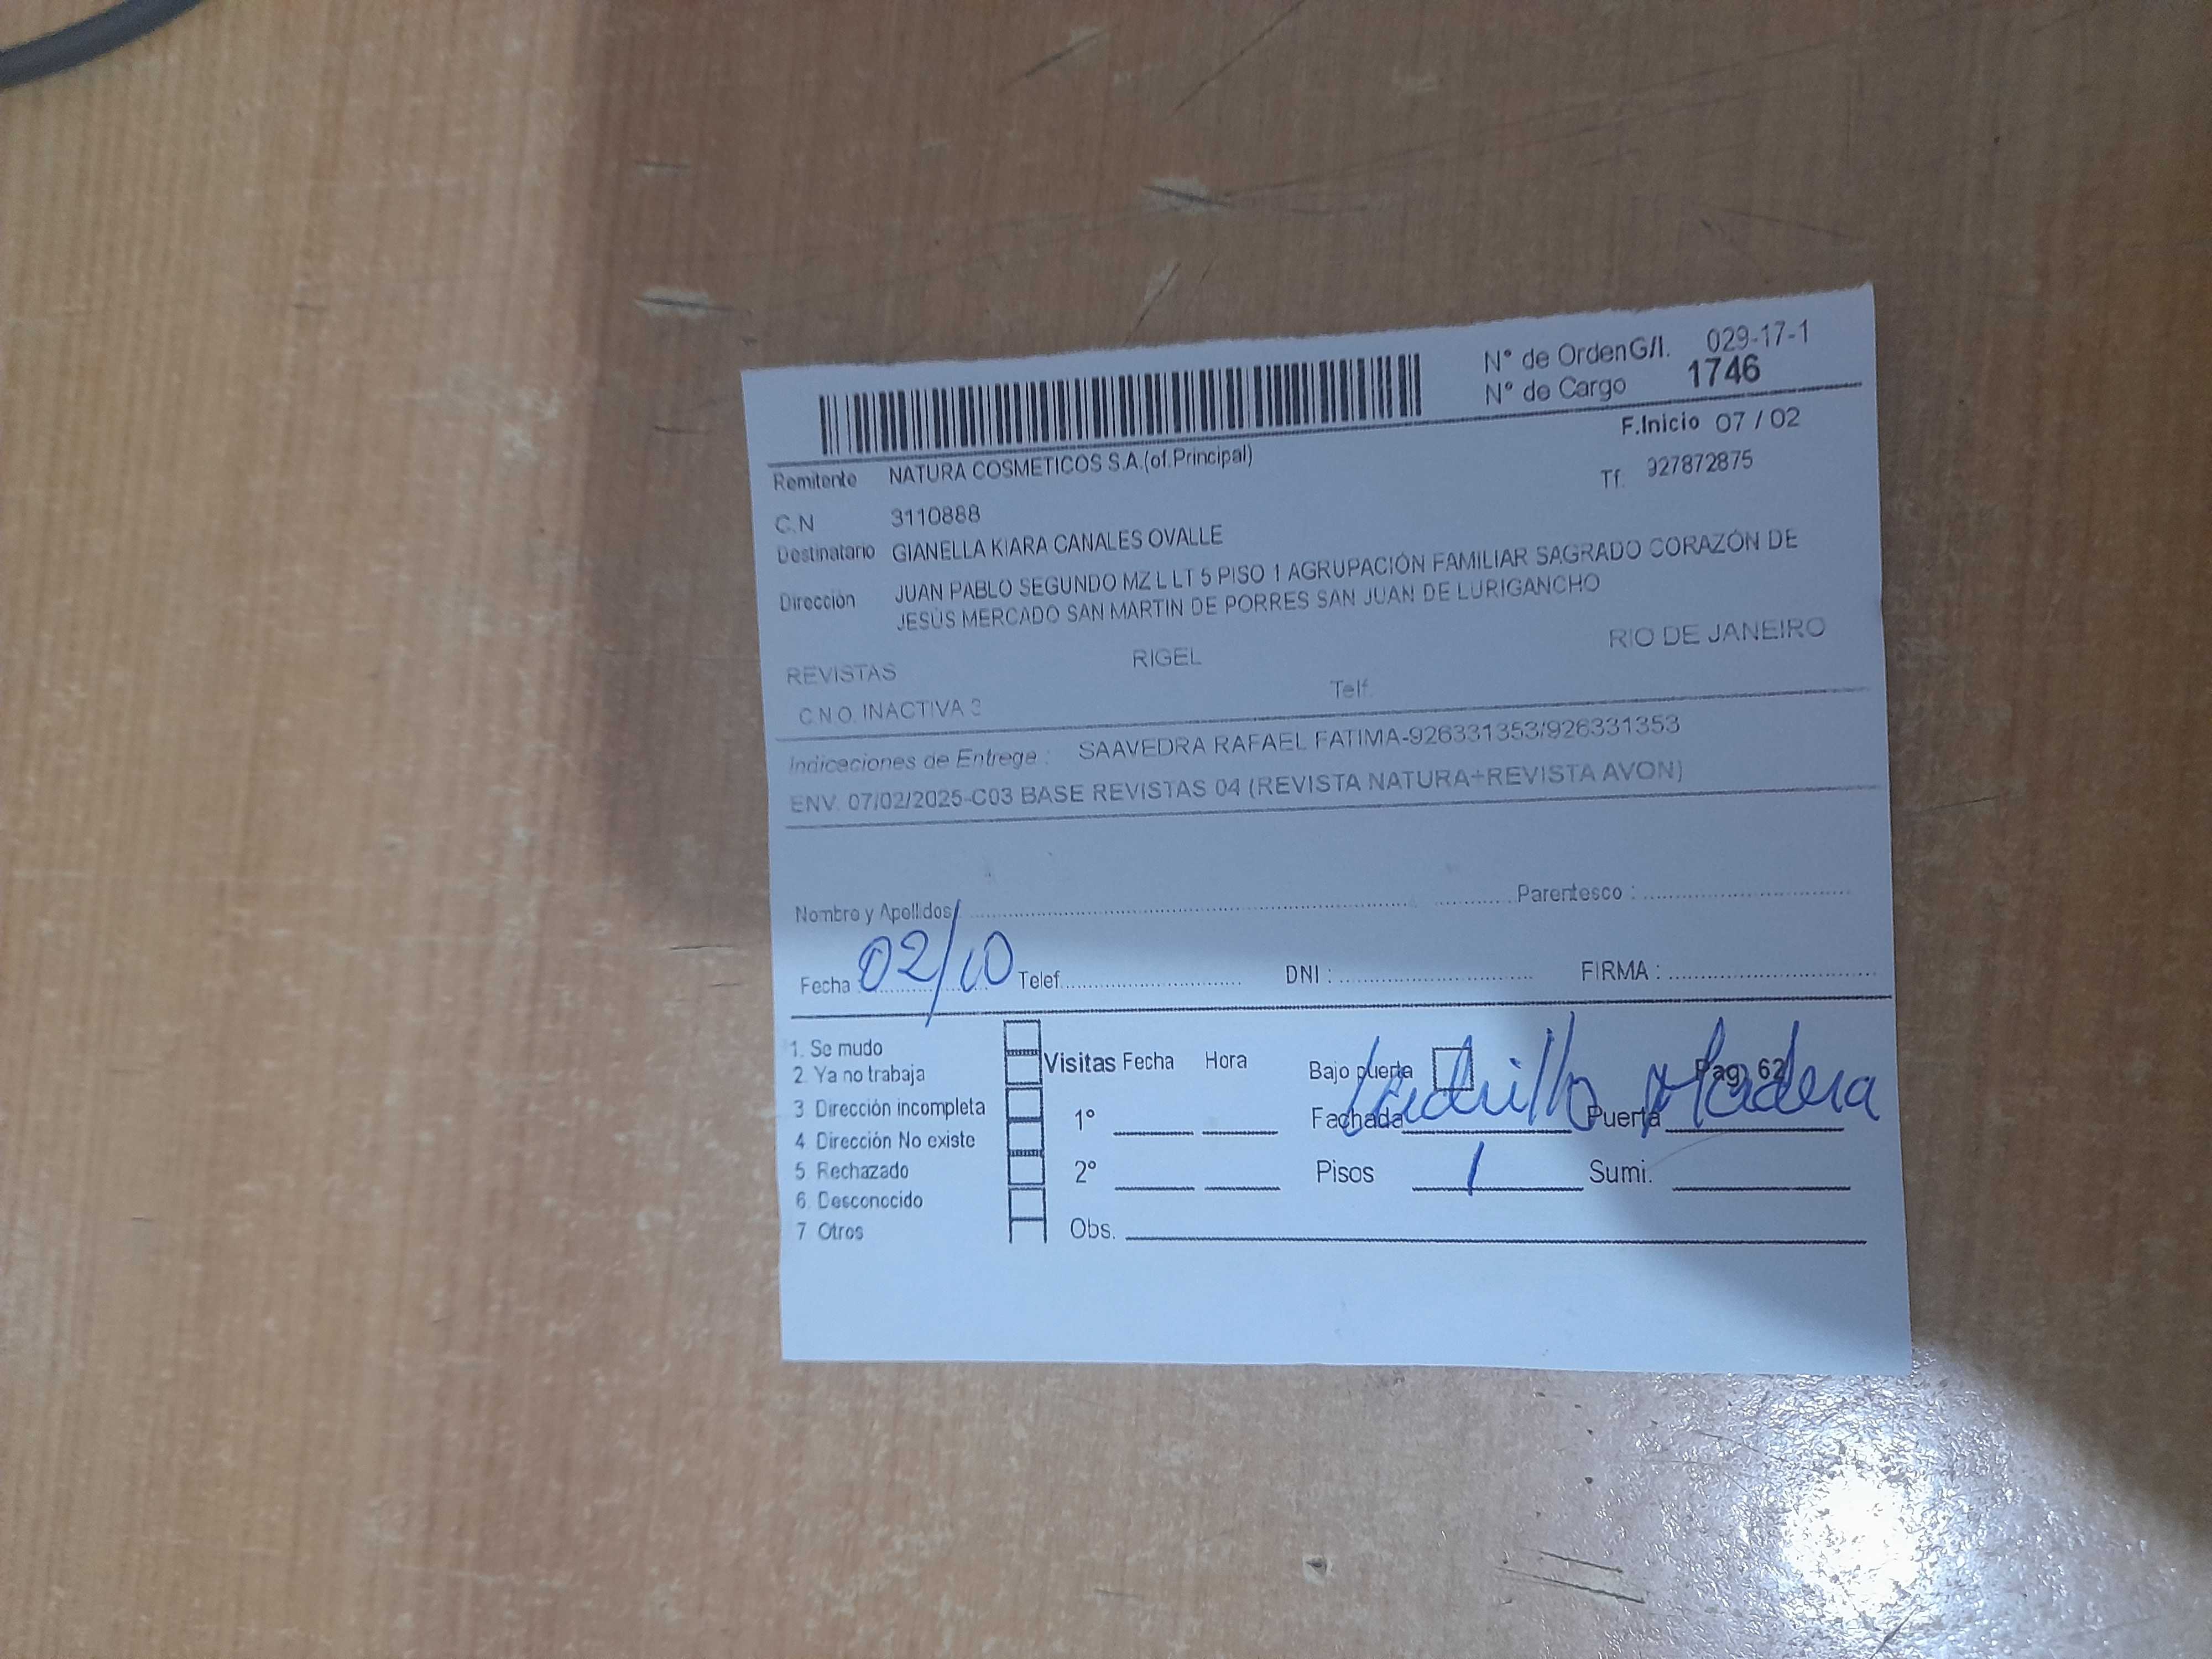 N° de Orden G/I. 029-17-1
N° de Cargo 1746
F.Inicio 07 / 02
Remitente NATURA COSMETICOS S.A.(of.Principal)
Tf. 927872875
C.N 3110888
Destinatario GIANELLA KIARA CANALES OVALLE
Dirección JUAN PABLO SEGUNDO MZ L LT 5 PISO 1 AGRUPACIÓN FAMILIAR SAGRADO CORAZÓN DE
JESÚS MERCADO SAN MARTIN DE PORRES SAN JUAN DE LURIGANCHO
REVISTAS RIGEL RIO DE JANEIRO
C.N.O. INACTIVA 3 Telf.
Indicaciones de Entrega : SAAVEDRA RAFAEL FATIMA-926331353/926331353
ENV. 07/02/2025-C03 BASE REVISTAS 04 (REVISTA NATURA+REVISTA AVON)
Nombre y Apellidos Parentesco :
Fecha 02/10 Telef. DNI : FIRMA :
1. Se mudo
2. Ya no trabaja
3 Dirección incompleta
4 Dirección No existe
5 Rechazado
6 Desconocido
7 Otros
Visitas Fecha Hora
1°
2°
Obs.
Bajo puerta Pag. 62
Fachada Ladrillo Puerta Madera
Pisos 1 Sumi.